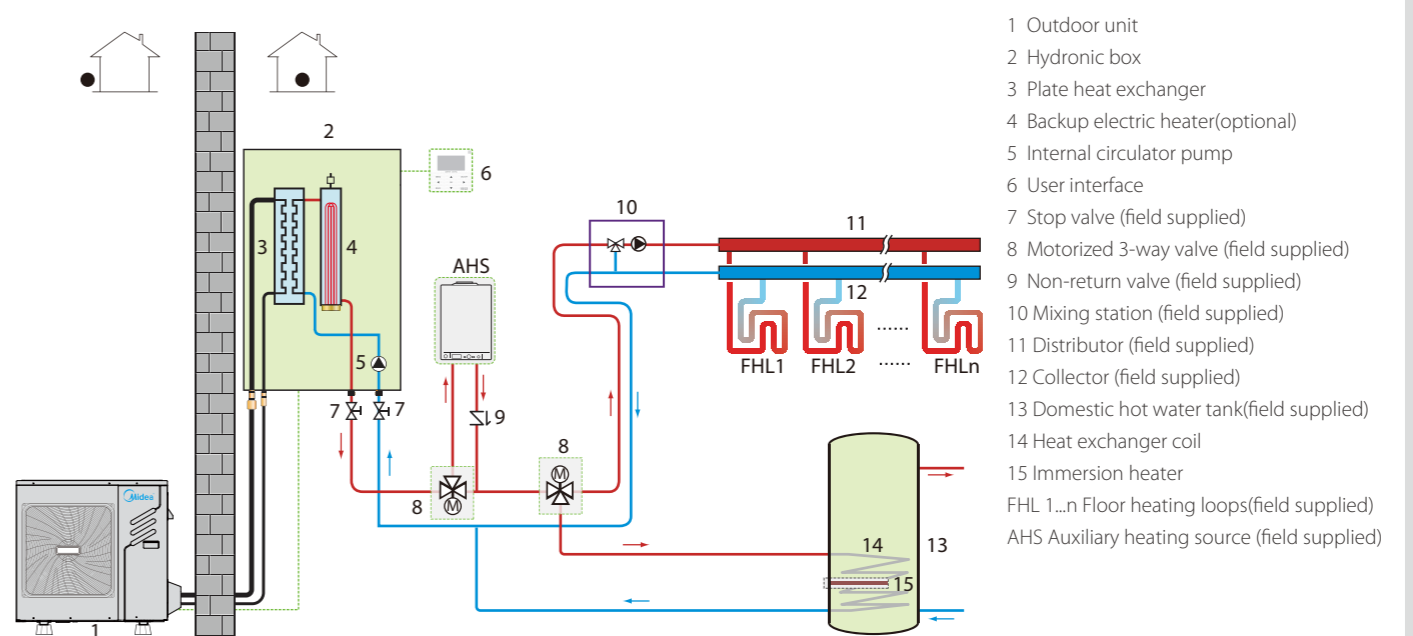 2
6
3
4
5
7
7
AHS
9
8
M
8
M
10
11
12
FHL1
FHL2
......
......
FHLn
14
13
15
Midea
1
1 Outdoor unit
2 Hydronic box
3 Plate heat exchanger
4 Backup electric heater(optional)
5 Internal circulator pump
6 User interface
7 Stop valve (field supplied)
8 Motorized 3-way valve (field supplied)
9 Non-return valve (field supplied)
10 Mixing station (field supplied)
11 Distributor (field supplied)
12 Collector (field supplied)
13 Domestic hot water tank(field supplied)
14 Heat exchanger coil
15 Immersion heater
FHL 1...n Floor heating loops(field supplied)
AHS Auxiliary heating source (field supplied)